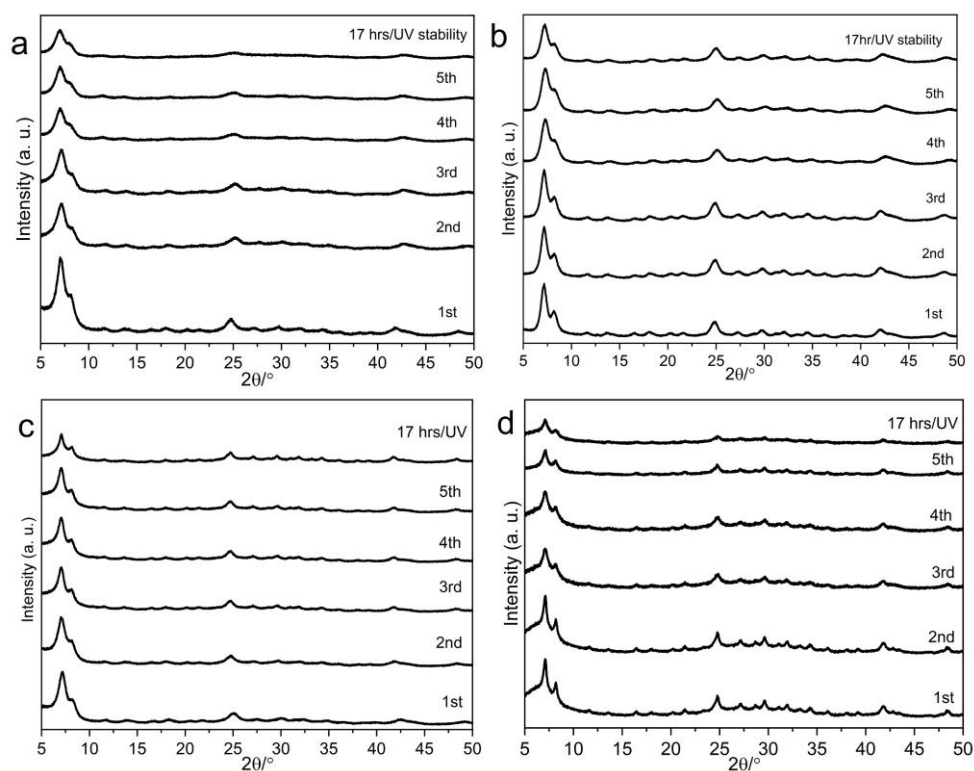 a
17 hrs/UV stability
5th
4th
3rd
2nd
1st
Intensity (a. u.)
5 10 15 20 25 30 35 40 45 50
2θ/°
b
17hr/UV stability
5th
4th
3rd
2nd
1st
Intensity (a. u.)
5 10 15 20 25 30 35 40 45 50
2θ/°
c
17 hrs/UV
5th
4th
3rd
2nd
1st
Intensity (a. u.)
5 10 15 20 25 30 35 40 45 50
2θ/°
d
17 hrs/UV
5th
4th
3rd
2nd
1st
Intensity (a. u.)
5 10 15 20 25 30 35 40 45 50
2θ/°